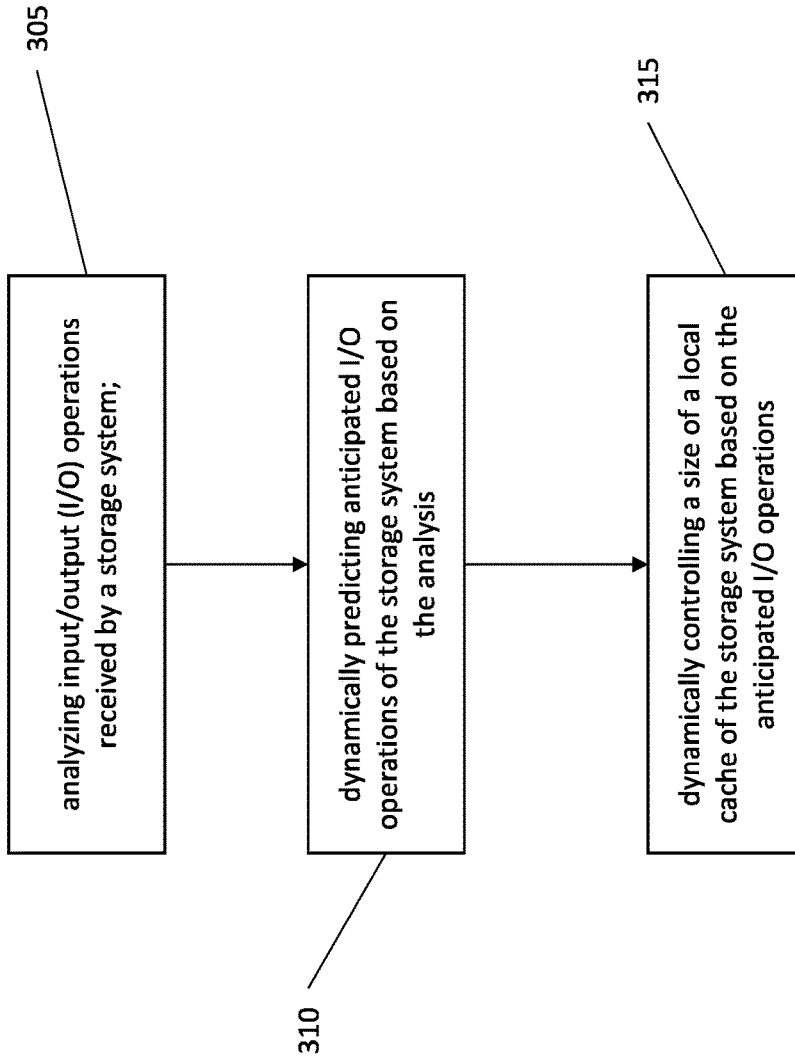 305
analyzing input/output (I/O) operations
received by a storage system;
310
dynamically predicting anticipated I/O
operations of the storage system based on
the analysis
315
dynamically controlling a size of a local
cache of the storage system based on the
anticipated I/O operations